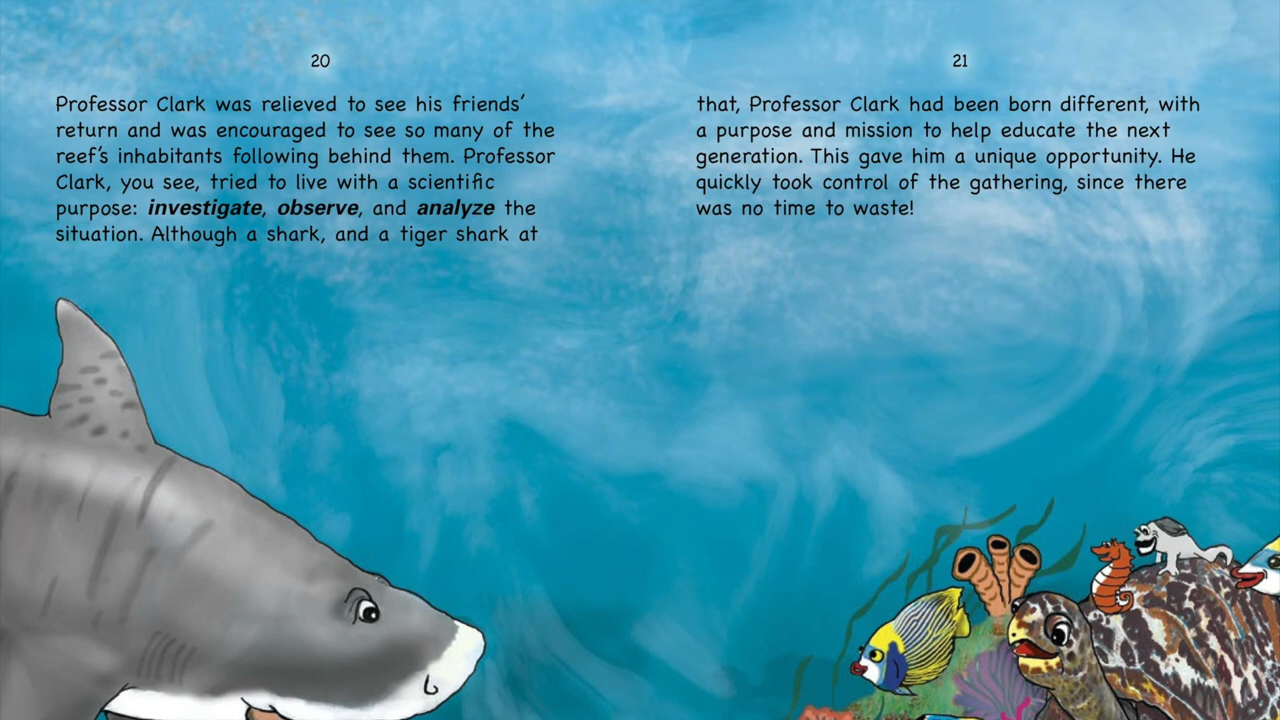 20
Professor Clark was relieved to see his friends’
return and was encouraged to see so many of the
reef’s inhabitants following behind them. Professor
Clark, you see, tried to live with a scientific
purpose: investigate, observe, and analyze the
situation. Although a shark, and a tiger shark at
21
that, Professor Clark had been born different, with
a purpose and mission to help educate the next
generation. This gave him a unique opportunity. He
quickly took control of the gathering, since there
was no time to waste!